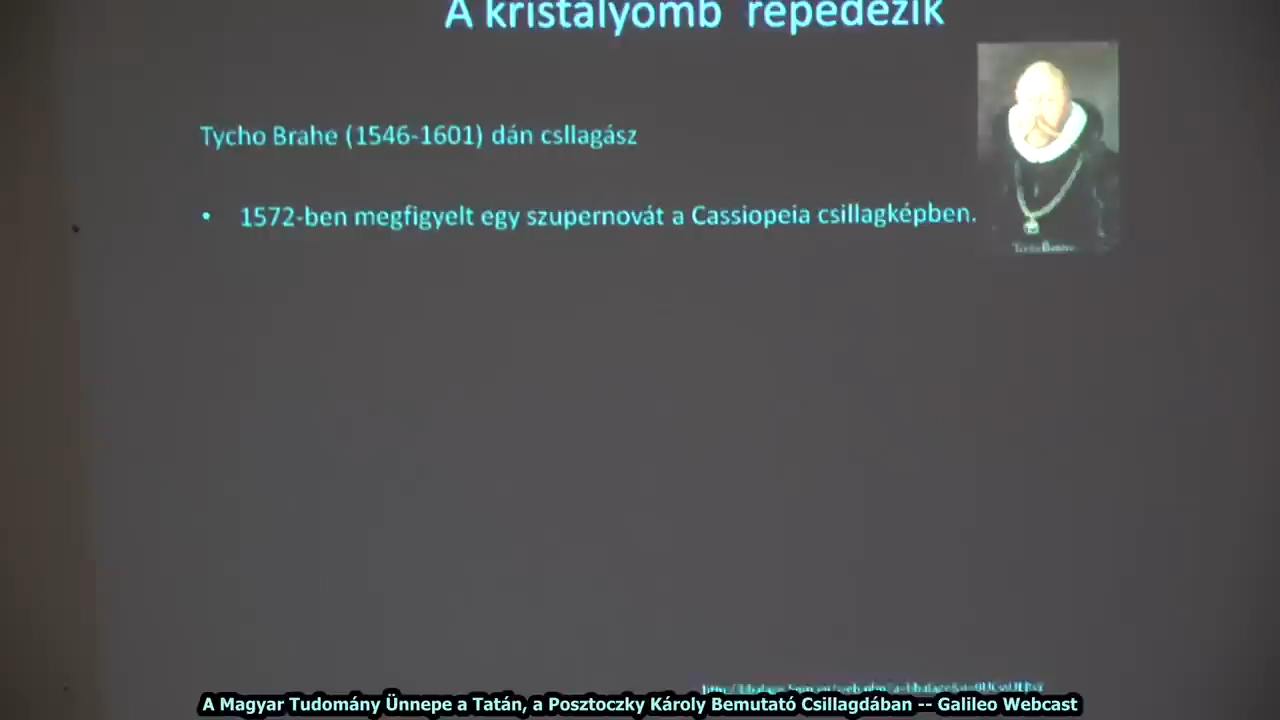 A kristályomb repedezik
Tycho Brahe (1546-1601) dán csllagász
• 1572-ben megfigyelt egy szupernovát a Cassiopeia csillagképben.
A Magyar Tudomány Ünnepe a Tatán, a Posztoczky Károly Bemutató Csillagdában -- Galileo Webcast